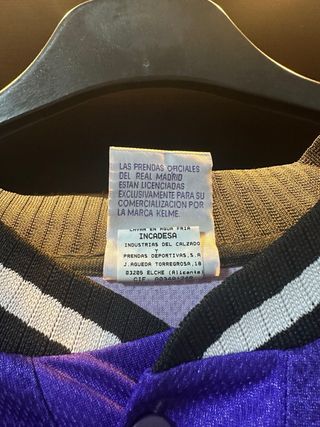 LAS PRENDAS OFICIALES
DEL REAL MADRID
ESTAN LICENCIADAS
EXCLUSIVAMENTE PARA SU
COMERCIALIZACION POR
LA MARCA KELME.
LAVAR EN AGUA FRIA
INCADESA
INDUSTRIAS DEL CALZADO
Y
PRENDAS DEPORTIVAS,S.A
J.AGUEDA TORREGROSA,18
03205 ELCHE (Alicante)
CIF